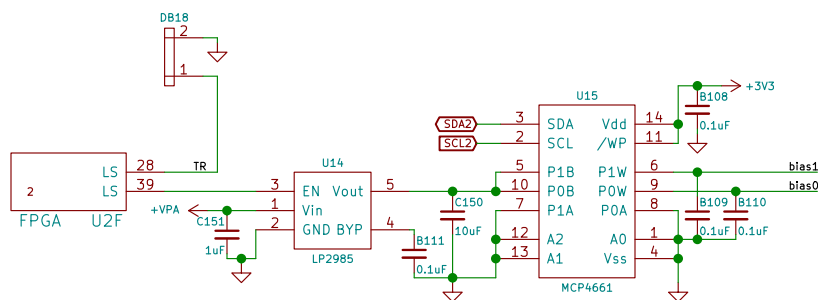 DB18
2
1
FPGA U2F
2
LS 28
LS 39
TR
+VPA
C151
1uF
U14
3 EN Vout 5
1 Vin
2 GND BYP 4
LP2985
B111
0.1uF
C150
10uF
SDA2
SCL2
U15
3 SDA Vdd 14
2 SCL /WP 11
5 P1B P1W 6
10 P0B P0W 9
7 P1A P0A 8
12 A2 A0 1
13 A1 Vss 4
MCP4661
+3V3
B108
0.1uF
bias1
bias0
B109
0.1uF
B110
0.1uF